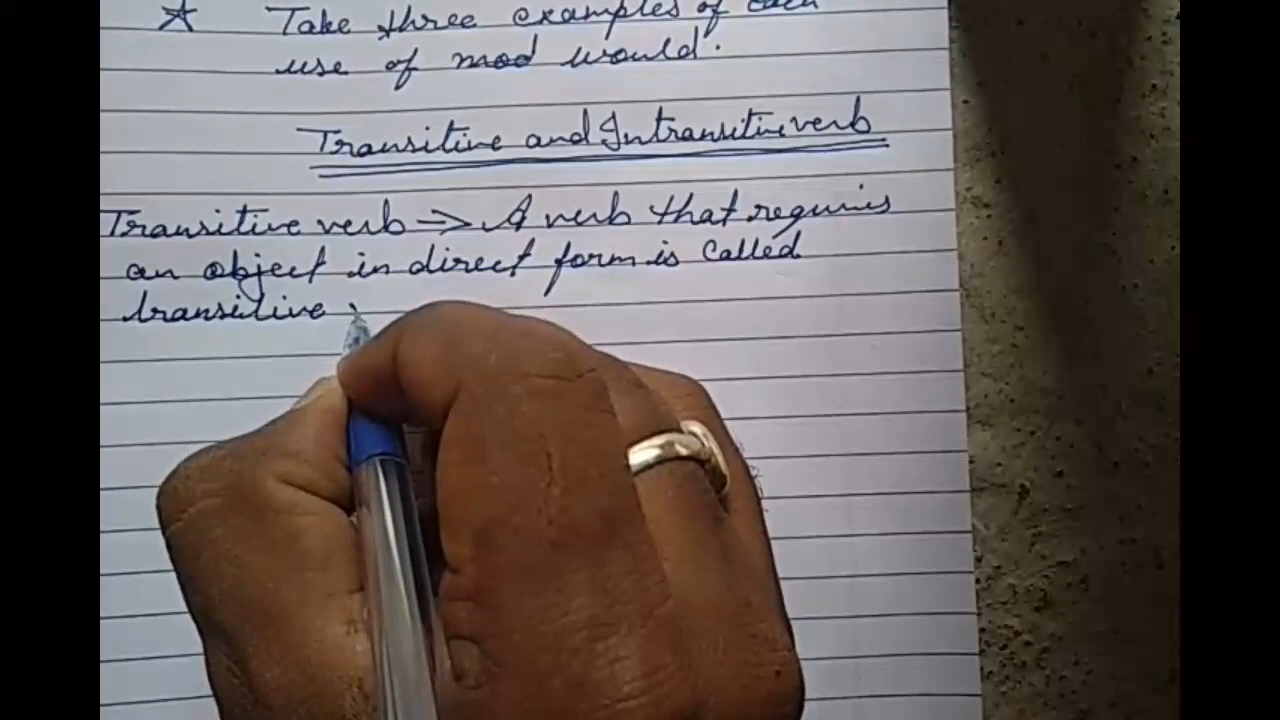 ☆ Take three examples of each
use of mod would.
Transitive and Intransitive verb
Transitive verb ⇒ A verb that requires
an object in direct form is called
transitive